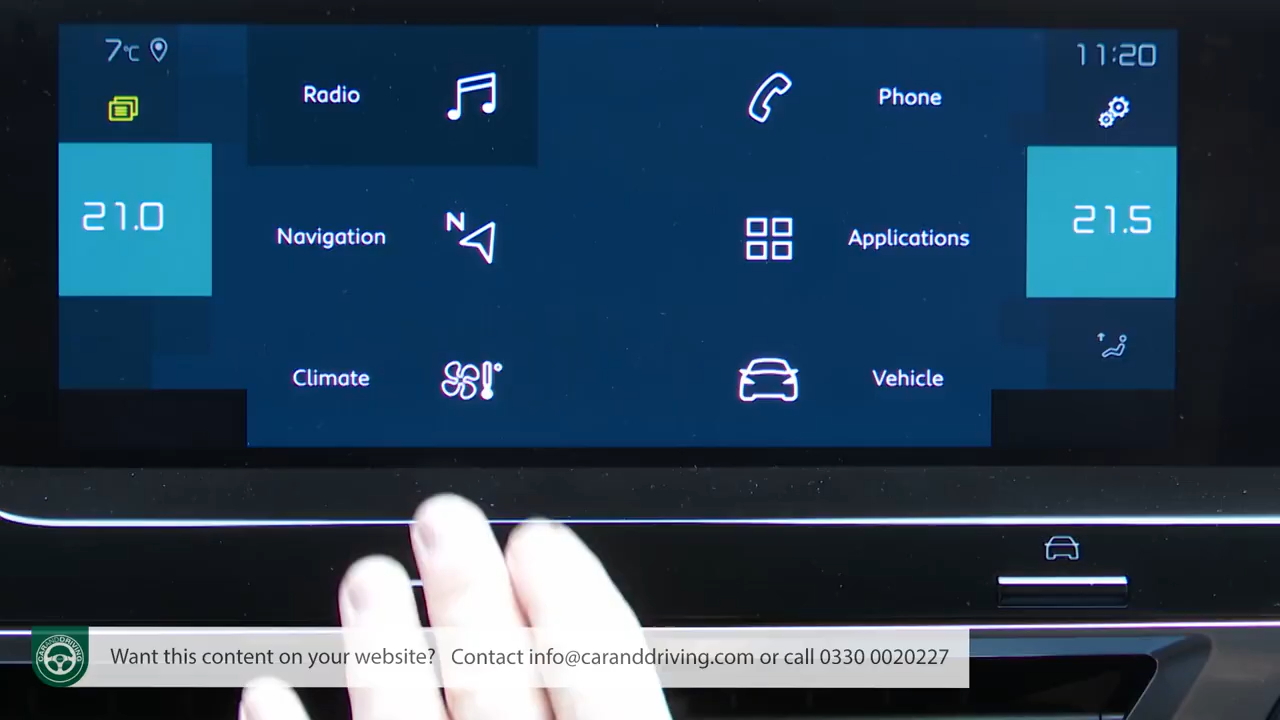 7°C
11:20
Radio
Phone
21.0
21.5
N
Navigation
Applications
Climate
Vehicle
CARANDDRIVING
Want this content on your website? Contact info@caranddriving.com or call 0330 0020227